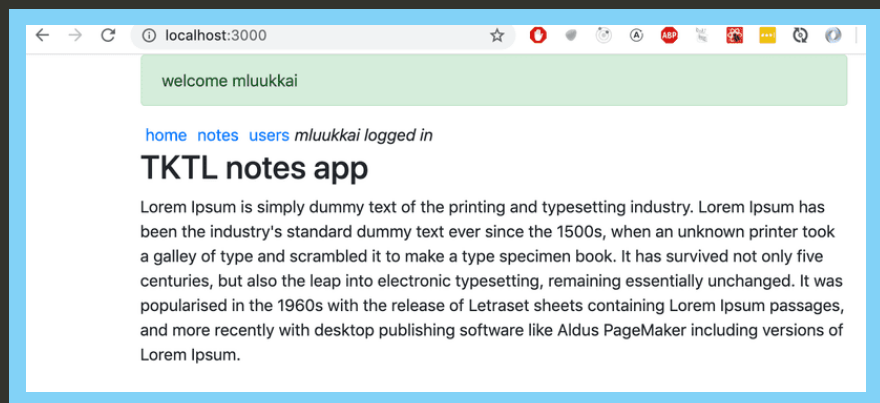 localhost:3000
welcome mluukkai
home notes users mluukkai logged in
TKTL notes app
Lorem Ipsum is simply dummy text of the printing and typesetting industry. Lorem Ipsum has
been the industry's standard dummy text ever since the 1500s, when an unknown printer took
a galley of type and scrambled it to make a type specimen book. It has survived not only five
centuries, but also the leap into electronic typesetting, remaining essentially unchanged. It was
popularised in the 1960s with the release of Letraset sheets containing Lorem Ipsum passages,
and more recently with desktop publishing software like Aldus PageMaker including versions of
Lorem Ipsum.